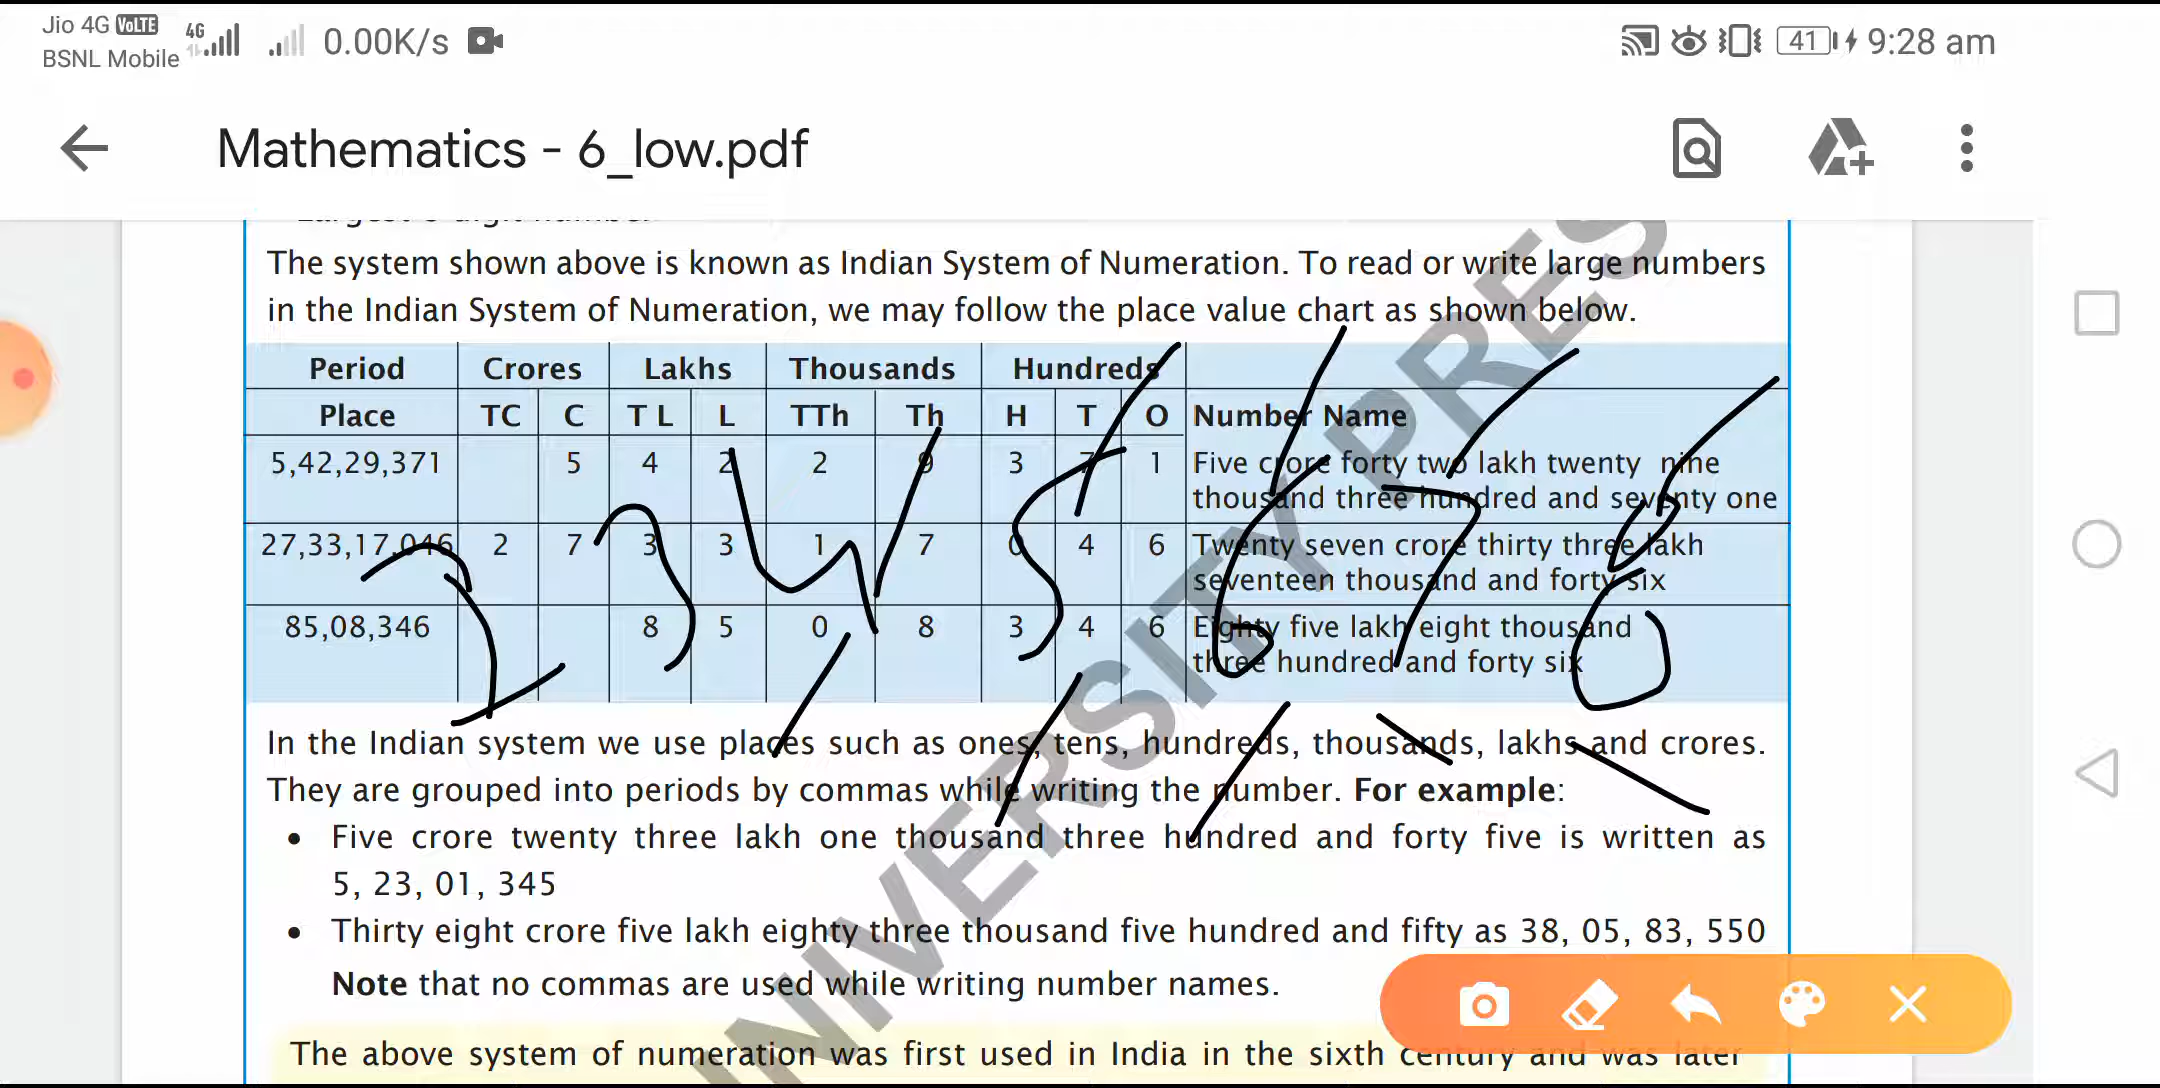 Jio 4G VoLTE 4G 0.00K/s 41 9:28 am
BSNL Mobile
Mathematics - 6_low.pdf
The system shown above is known as Indian System of Numeration. To read or write large numbers
in the Indian System of Numeration, we may follow the place value chart as shown below.
Period Crores Lakhs Thousands Hundreds
Place TC C T L L TTh Th H T O Number Name
5,42,29,371 5 4 2 2 9 3 7 1 Five crore forty two lakh twenty nine
thousand three hundred and seventy one
27,33,17,046 2 7 3 3 1 7 0 4 6 Twenty seven crore thirty three lakh
seventeen thousand and forty six
85,08,346 8 5 0 8 3 4 6 Eighty five lakh eight thousand
three hundred and forty six
2 3 4 5 6 7 8
In the Indian system we use places such as ones, tens, hundreds, thousands, lakhs and crores.
They are grouped into periods by commas while writing the number. For example:
• Five crore twenty three lakh one thousand three hundred and forty five is written as
5, 23, 01, 345
• Thirty eight crore five lakh eighty three thousand five hundred and fifty as 38, 05, 83, 550
Note that no commas are used while writing number names.
The above system of numeration was first used in India in the sixth century and was later